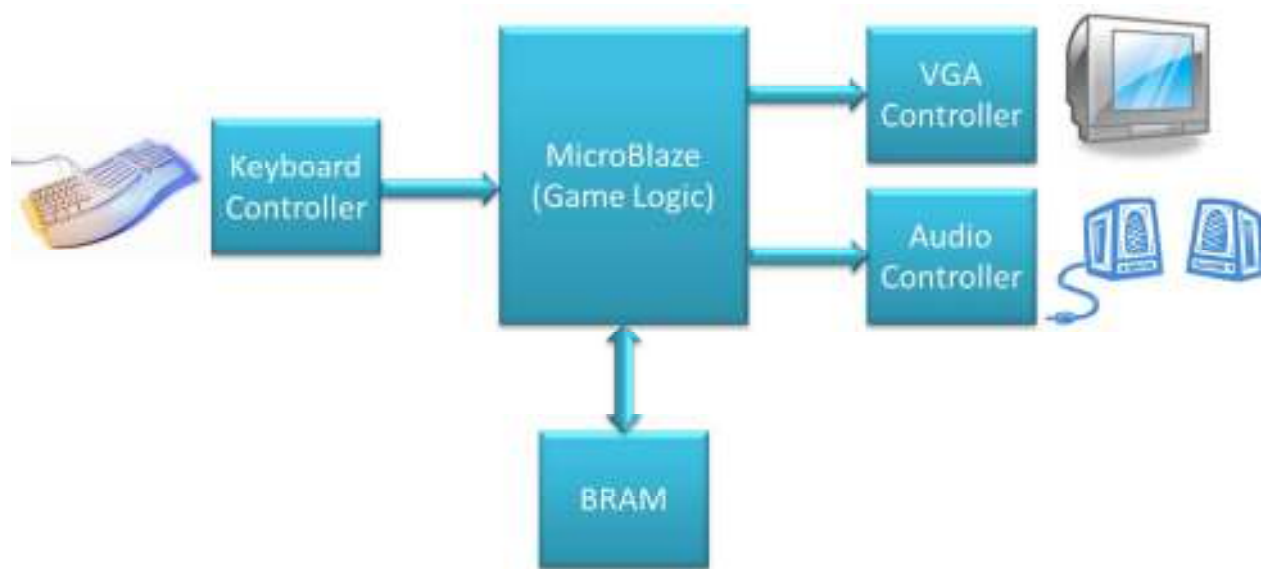 Keyboard
Controller
MicroBlaze
(Game Logic)
VGA
Controller
Audio
Controller
BRAM